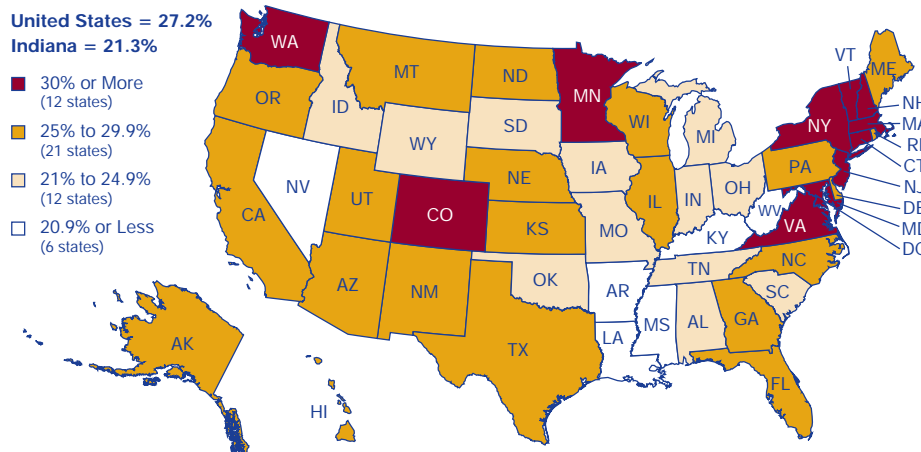 United States = 27.2%
Indiana = 21.3%
30% or More
(12 states)
25% to 29.9%
(21 states)
21% to 24.9%
(12 states)
20.9% or Less
(6 states)
WA
OR
CA
NV
ID
MT
WY
UT
AZ
CO
NM
ND
SD
NE
KS
OK
TX
MN
IA
MO
AR
LA
WI
IL
MS
MI
IN
OH
KY
TN
AL
GA
FL
SC
NC
VA
WV
PA
NY
VT
ME
NH
MA
RI
CT
NJ
DE
MD
DC
AK
HI